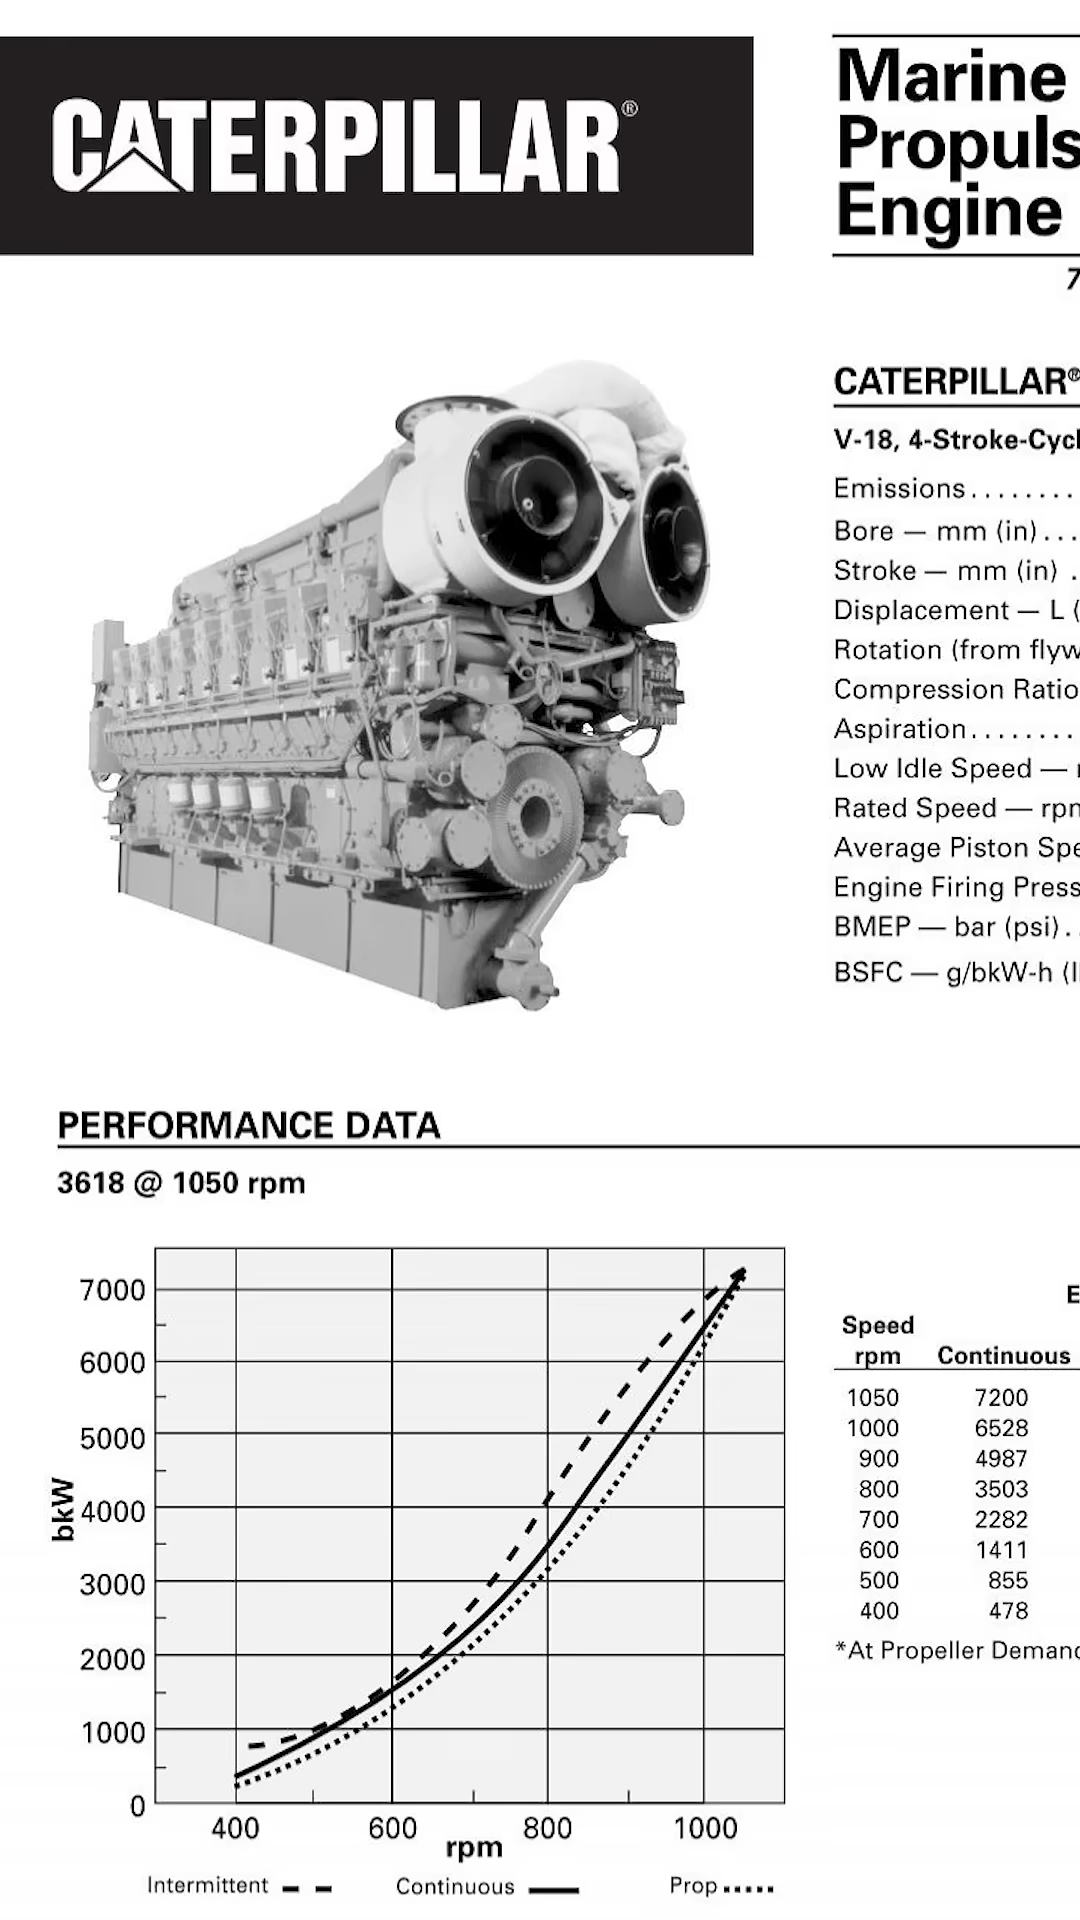 CATERPILLAR®
Marine
Propuls
Engine
7
CATERPILLAR®
V-18, 4-Stroke-Cycl
Emissions........
Bore — mm (in)...
Stroke — mm (in) .
Displacement — L (
Rotation (from flyw
Compression Ratio
Aspiration........
Low Idle Speed — r
Rated Speed — rpn
Average Piston Spe
Engine Firing Press
BMEP — bar (psi)..
BSFC — g/bkW-h (l
PERFORMANCE DATA
3618 @ 1050 rpm
7000
6000
5000
4000
3000
2000
1000
0
bkW
400 600 800 1000
rpm
Intermittent Continuous Prop
E
Speed
rpm Continuous
1050 7200
1000 6528
900 4987
800 3503
700 2282
600 1411
500 855
400 478
*At Propeller Demand